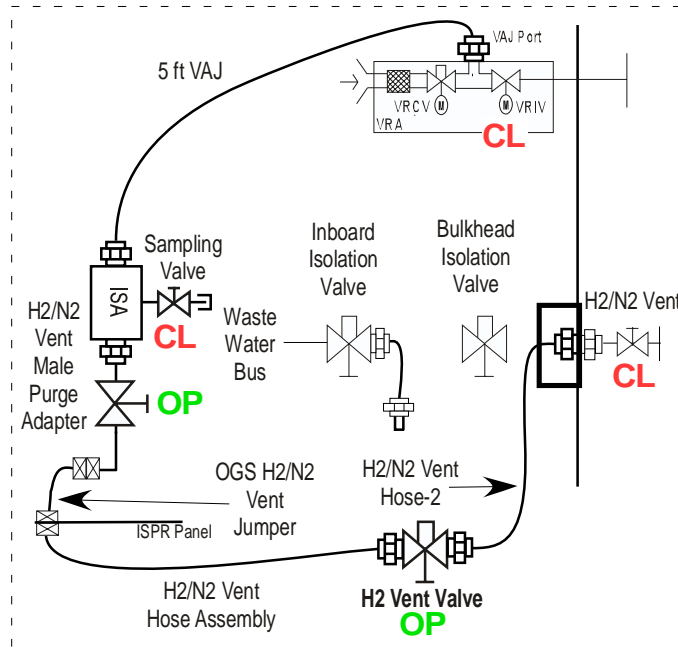 VAJ Port
5 ft VAJ
M
M
VRCV
VRIV
VRA
CL
Sampling
Valve
Inboard
Isolation
Valve
Bulkhead
Isolation
Valve
ISA
CL
H2/N2
Vent
Male
Purge
Adapter
OP
Waste
Water
Bus
H2/N2 Vent
CL
OGS H2/N2
Vent
Jumper
H2/N2 Vent
Hose-2
ISPR Panel
H2/N2 Vent
Hose Assembly
H2 Vent Valve
OP